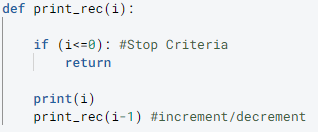 def print_rec(i):
if (i<=0): #Stop Criteria
return
print(i)
print_rec(i-1) #increment/decrement